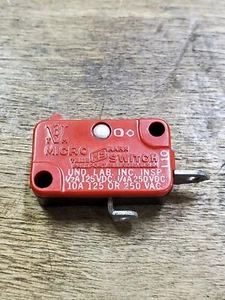 MICRO SWITCH
UND. LAB. INC. INSP.
½A 125VDC, ¼A 250VDC
10A 125 OR 250 VAC